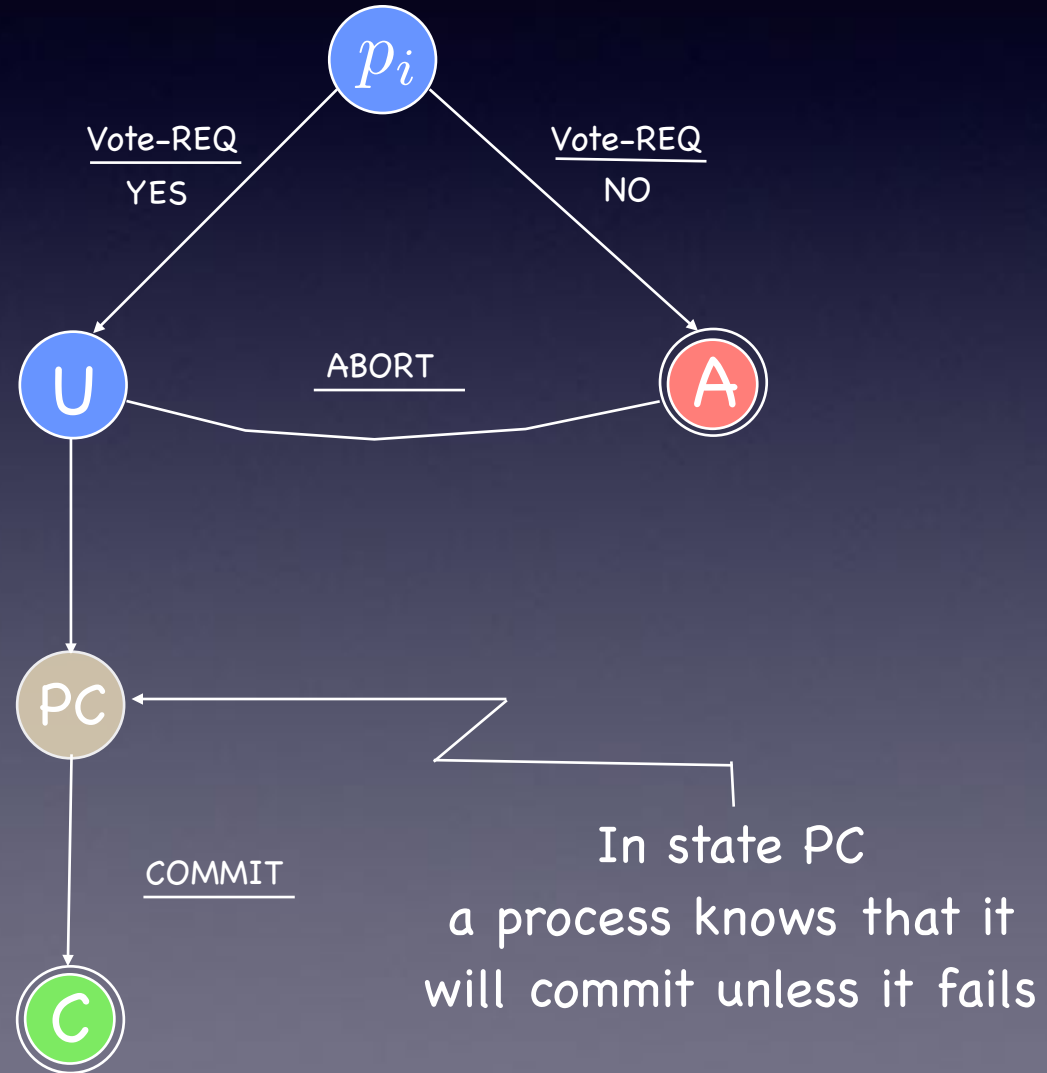 pᵢ
Vote-REQ
YES
Vote-REQ
NO
U
ABORT
A
PC
In state PC
a process knows that it
will commit unless it fails
COMMIT
C